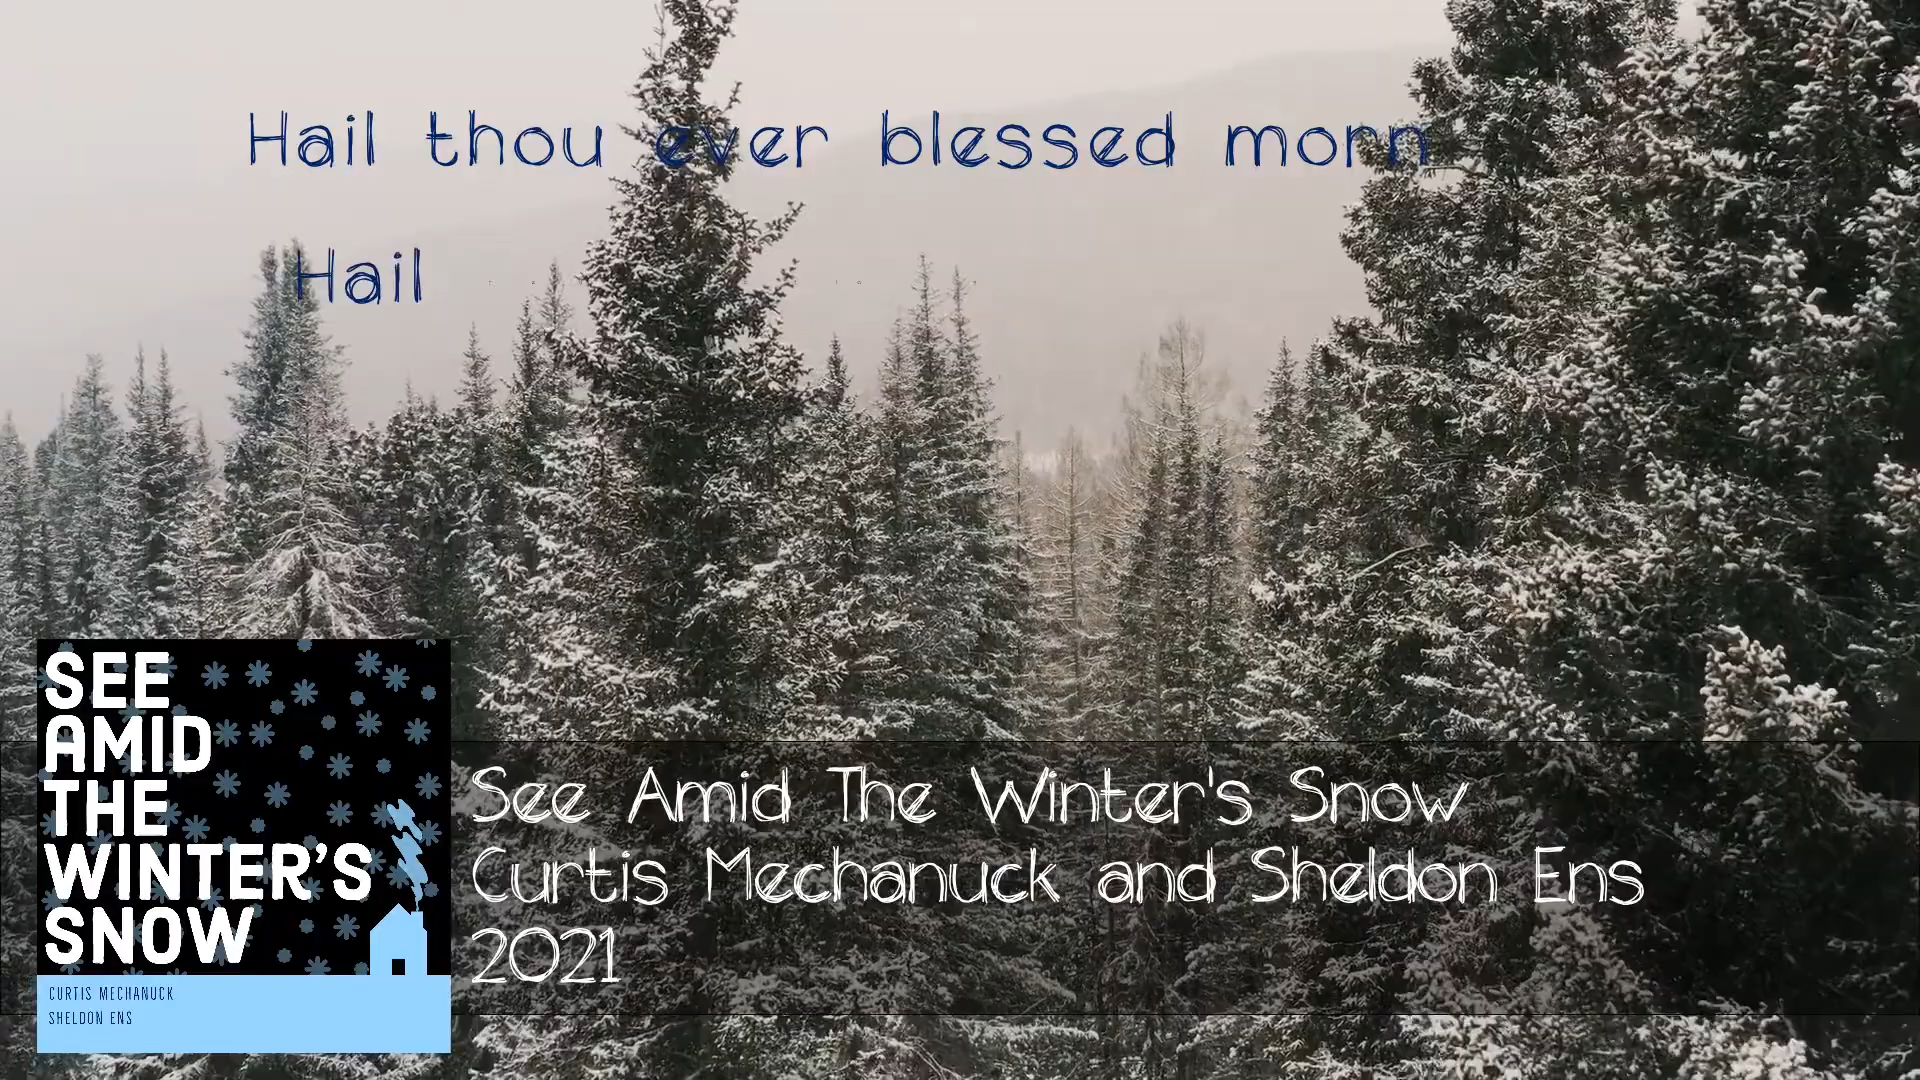 Hail thou ever blessed morn
Hail
SEE
AMID
THE
WINTER'S
SNOW
CURTIS MECHANUCK
SHELDON ENS
See Amid The Winter's Snow
Curtis Mechanuck and Sheldon Ens
2021